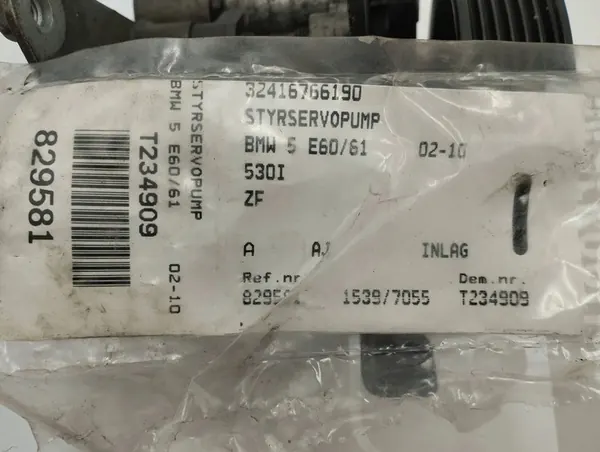 829581
T234909
STYRSERVOPUMP
BMW 5 E60/61 02-10
32416766190
STYRSERVOPUMP
BMW 5 E60/61 02-10
530I
ZF
A AJ INLAG
Ref.nr Dem.nr.
1539/7055 T234909